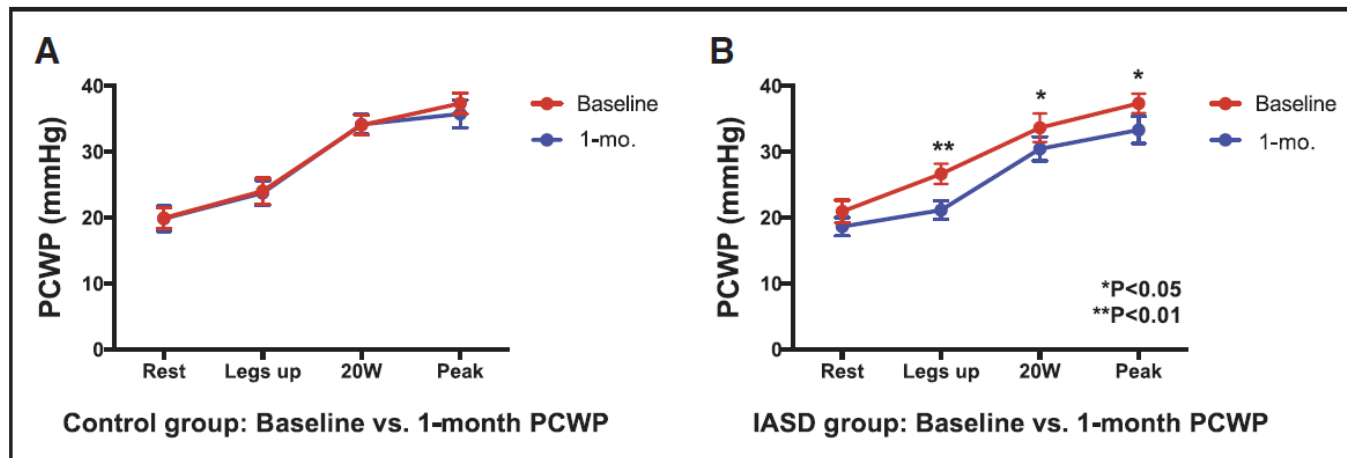 A
PCWP (mmHg)
40
30
20
10
0
Rest Legs up 20W Peak
Baseline
1-mo.
Control group: Baseline vs. 1-month PCWP
B
PCWP (mmHg)
40
30
20
10
0
**
*
*
Rest Legs up 20W Peak
Baseline
1-mo.
*P<0.05
**P<0.01
IASD group: Baseline vs. 1-month PCWP